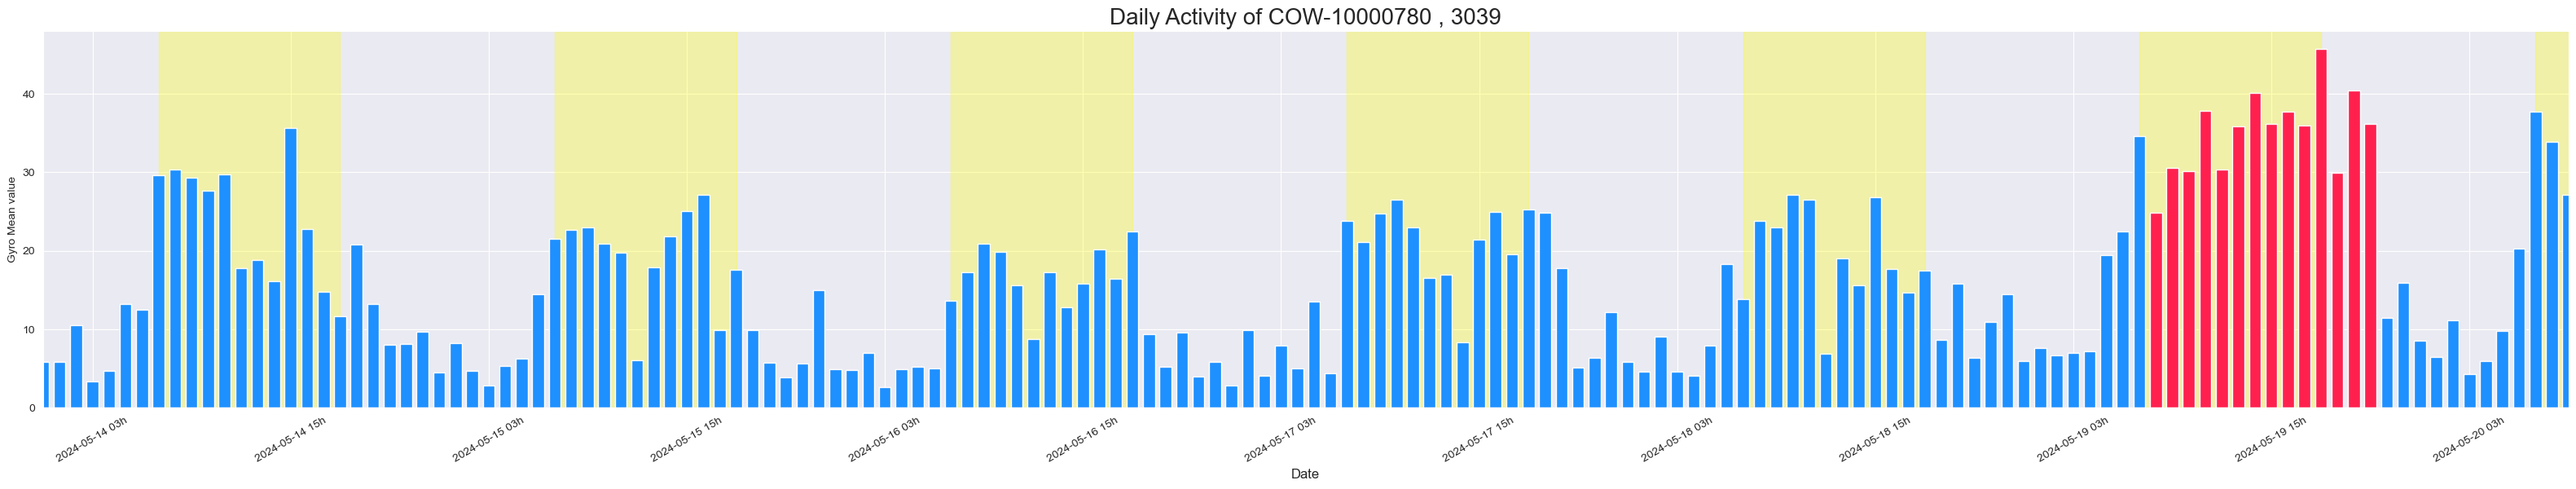 Daily Activity of COW-10000780 , 3039
Gyro Mean value
40
30
20
10
0
2024-05-14 03h
2024-05-14 15h
2024-05-15 03h
2024-05-15 15h
2024-05-16 03h
2024-05-16 15h
2024-05-17 03h
2024-05-17 15h
2024-05-18 03h
2024-05-18 15h
2024-05-19 03h
2024-05-19 15h
2024-05-20 03h
Date